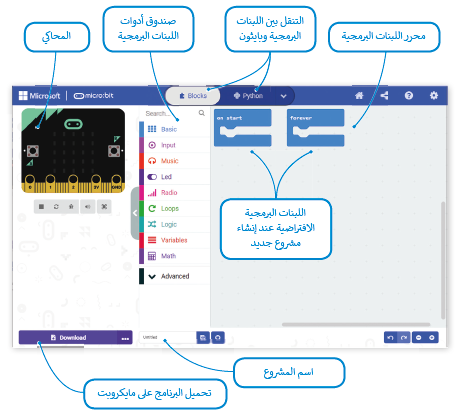 المحاكي
صندوق أدوات
اللبنات البرمجية
التنقل بين اللبنات
البرمجية وبايثون
محرر اللبنات البرمجية
Microsoft
micro:bit
Blocks
Python
Search...
Basic
Input
Music
Led
Radio
Loops
Logic
Variables
Math
Advanced
on start
forever
0 1 2 3V GND
اللبنات البرمجية
الافتراضية عند إنشاء
مشروع جديد
Download
Untitled
اسم المشروع
تحميل البرنامج على مايكروبت